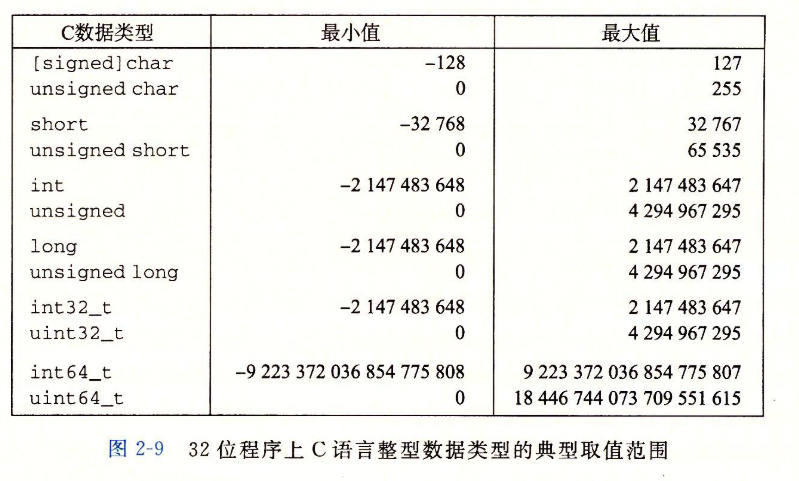 C数据类型 最小值 最大值
[signed]char -128 127
unsigned char 0 255
short -32 768 32 767
unsigned short 0 65 535
int -2 147 483 648 2 147 483 647
unsigned 0 4 294 967 295
long -2 147 483 648 2 147 483 647
unsigned long 0 4 294 967 295
int32_t -2 147 483 648 2 147 483 647
uint32_t 0 4 294 967 295
int64_t -9 223 372 036 854 775 808 9 223 372 036 854 775 807
uint64_t 0 18 446 744 073 709 551 615
图 2-9 32 位程序上 C 语言整型数据类型的典型取值范围